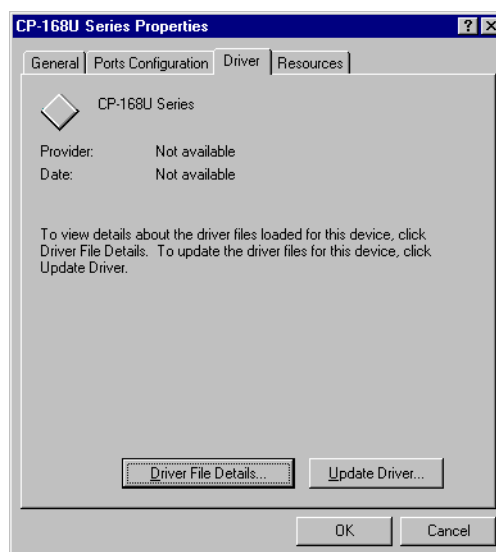 CP-168U Series Properties
? X
General Ports Configuration Driver Resources
CP-168U Series
Provider: Not available
Date: Not available
To view details about the driver files loaded for this device, click
Driver File Details. To update the driver files for this device, click
Update Driver.
Driver File Details... Update Driver...
OK Cancel